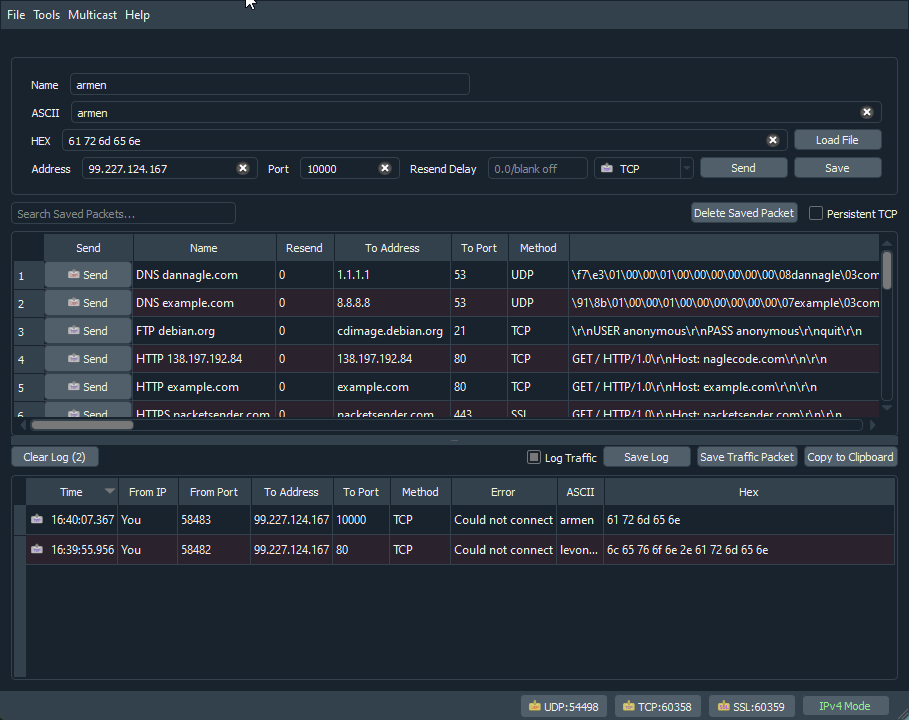 File Tools Multicast Help
Name armen
ASCII armen
HEX 61 72 6d 65 6e Load File
Address 99.227.124.167 Port 10000 Resend Delay 0.0/blank off TCP Send Save
Search Saved Packets... Delete Saved Packet Persistent TCP
Send Name Resend To Address To Port Method
1 Send DNS dannagle.com 0 1.1.1.1 53 UDP \f7\e3\01\00\00\01\00\00\00\00\00\00\08dannagle\03com
2 Send DNS example.com 0 8.8.8.8 53 UDP \91\8b\01\00\00\01\00\00\00\00\00\00\07example\03com
3 Send FTP debian.org 0 cdimage.debian.org 21 TCP \r\nUSER anonymous\r\nPASS anonymous\r\nquit\r\n
4 Send HTTP 138.197.192.84 0 138.197.192.84 80 TCP GET / HTTP/1.0\r\nHost: naglecode.com\r\n\r\n
5 Send HTTP example.com 0 example.com 80 TCP GET / HTTP/1.0\r\nHost: example.com\r\n\r\n
6 Send HTTPS packetsender.com 0 packetsender.com 443 SSL GET / HTTP/1.0\r\nHost: packetsender.com\r\n\r\n
Clear Log (2) Log Traffic Save Log Save Traffic Packet Copy to Clipboard
Time From IP From Port To Address To Port Method Error ASCII Hex
16:40:07.367 You 58483 99.227.124.167 10000 TCP Could not connect armen 61 72 6d 65 6e
16:39:55.956 You 58482 99.227.124.167 80 TCP Could not connect levon... 6c 65 76 6f 6e 2e 61 72 6d 65 6e
UDP:54498 TCP:60358 SSL:60359 IPv4 Mode